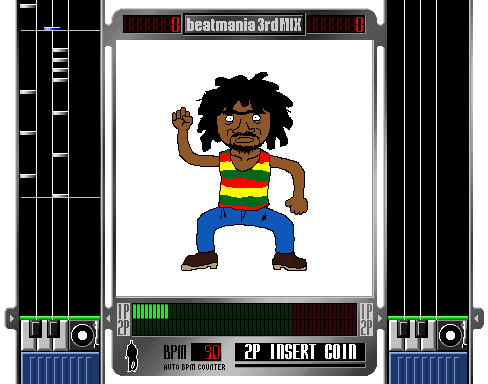 0 beatmania 3rdMIX 0
1P 1P
2P 2P
BPM 90 2P INSERT COIN
AUTO BPM COUNTER